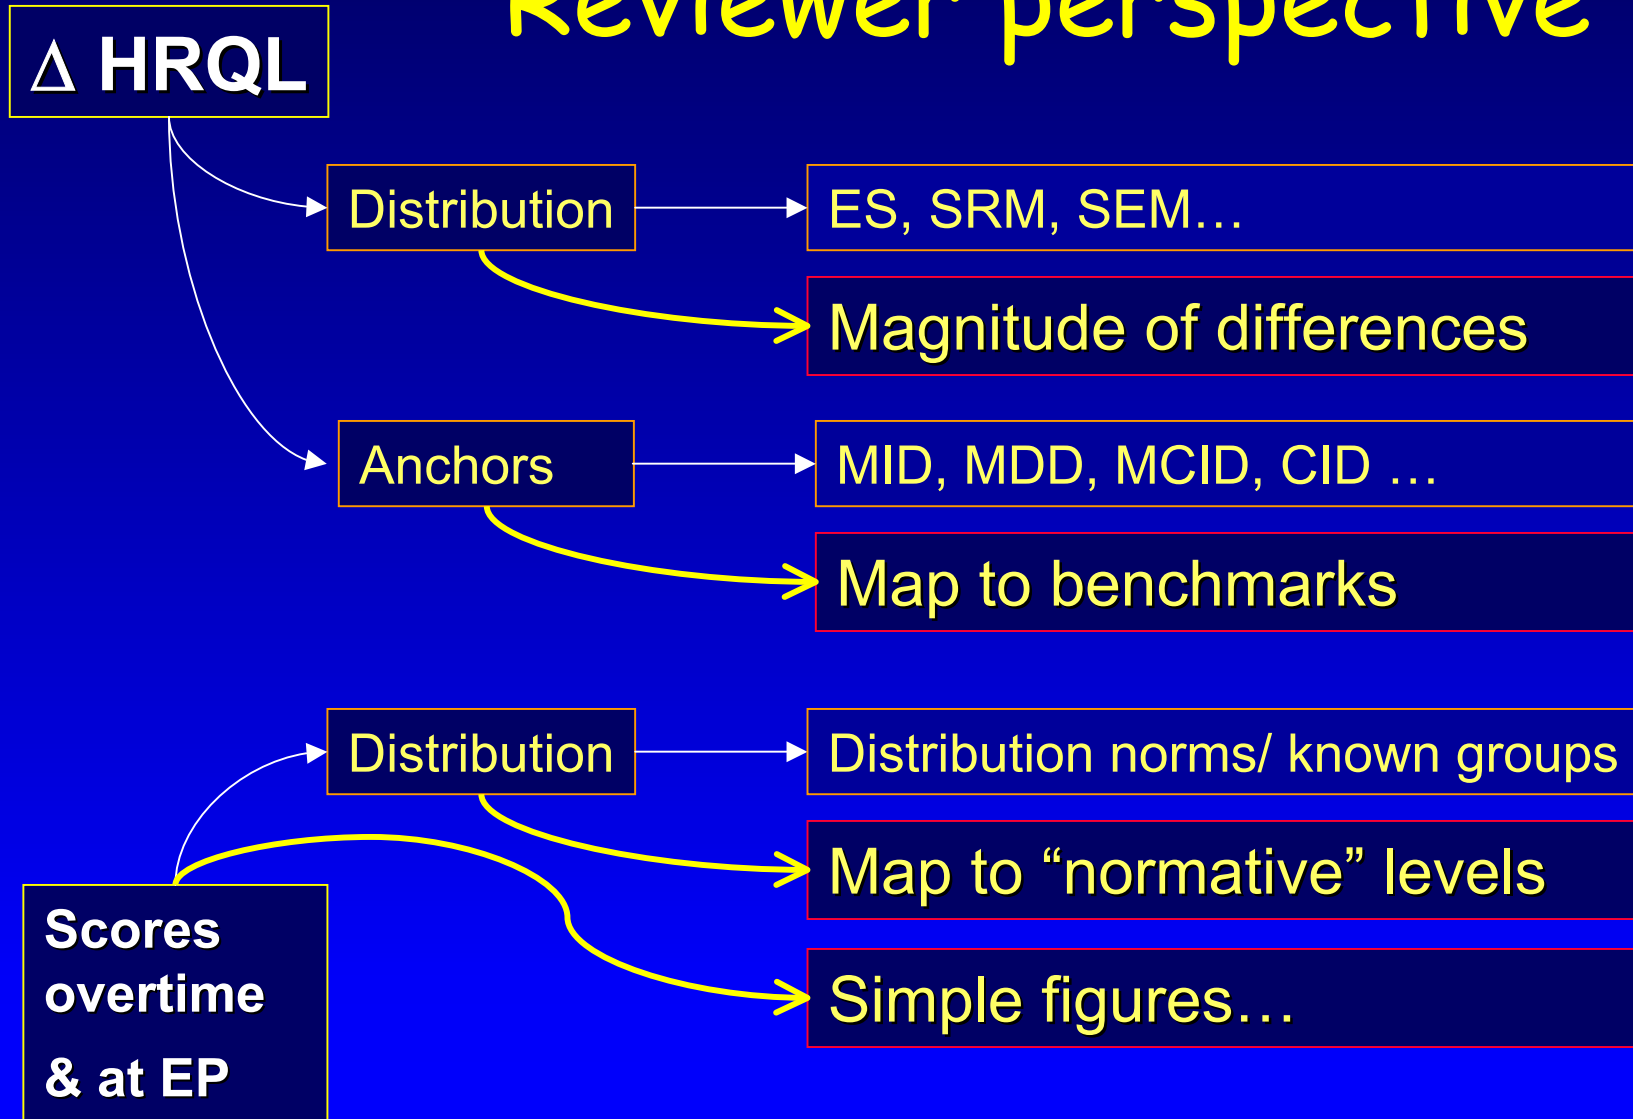 Reviewer perspective
Δ HRQL
Distribution
ES, SRM, SEM…
Magnitude of differences
Anchors
MID, MDD, MCID, CID …
Map to benchmarks
Distribution
Distribution norms/ known groups
Map to “normative” levels
Scores
overtime
& at EP
Simple figures…